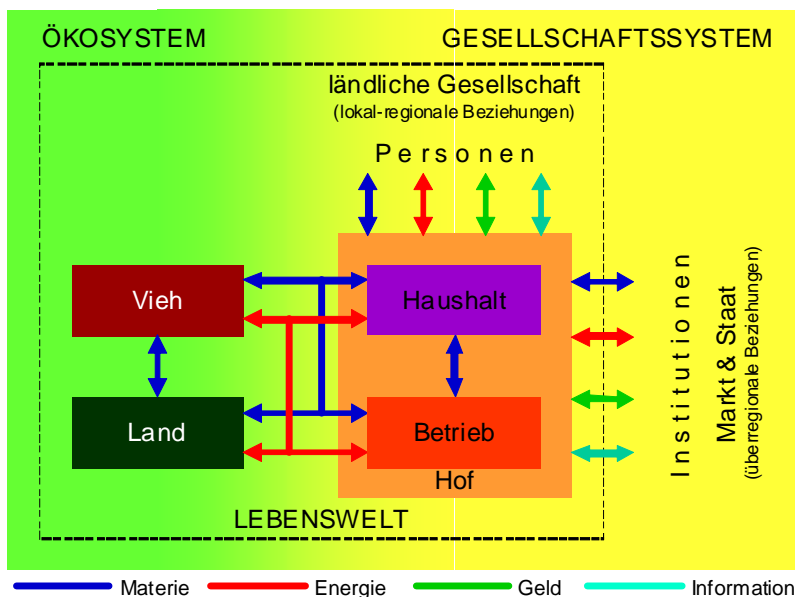 ÖKOSYSTEM
GESELLSCHAFTSSYSTEM
ländliche Gesellschaft
(lokal-regionale Beziehungen)
Personen
Vieh
Haushalt
Land
Betrieb
Hof
LEBENSWELT
Institutionen
Markt & Staat
(überregionale Beziehungen)
Materie
Energie
Geld
Information